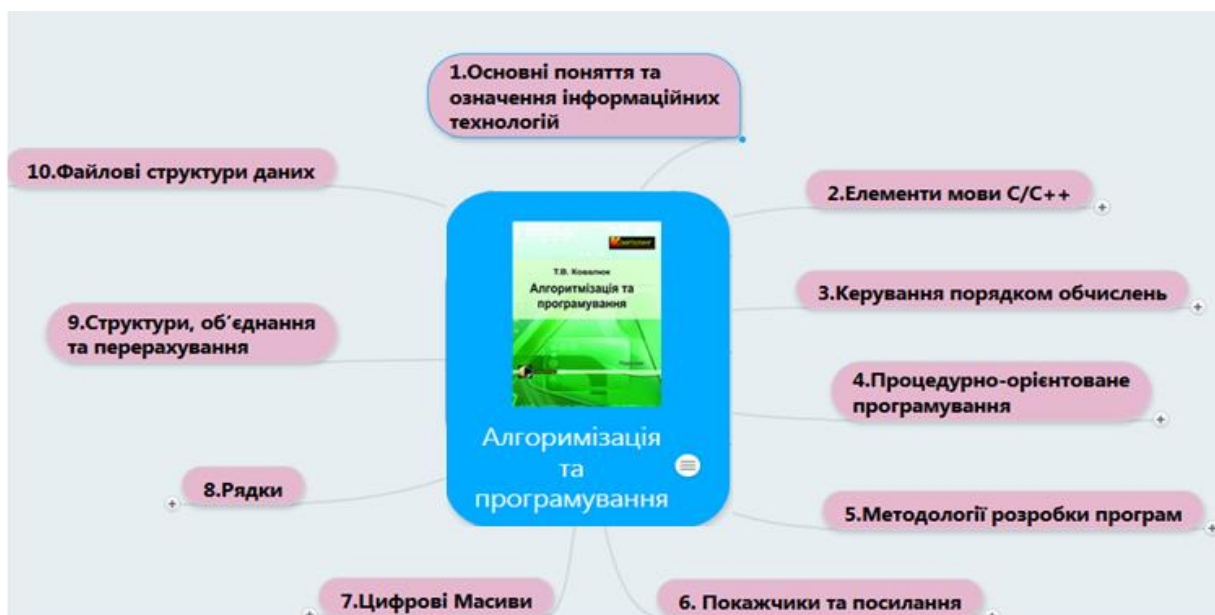 1.Основні поняття та
означення інформаційних
технологій
2.Елементи мови С/С++
3.Керування порядком обчислень
4.Процедурно-орієнтоване
програмування
5.Методології розробки програм
6. Покажчики та посилання
7.Цифрові Масиви
8.Рядки
9.Структури, об'єднання
та перерахування
10.Файлові структури даних
Т.В. Ковалюк
Алгоритмізація та
програмування
Алгоримізація
та
програмування